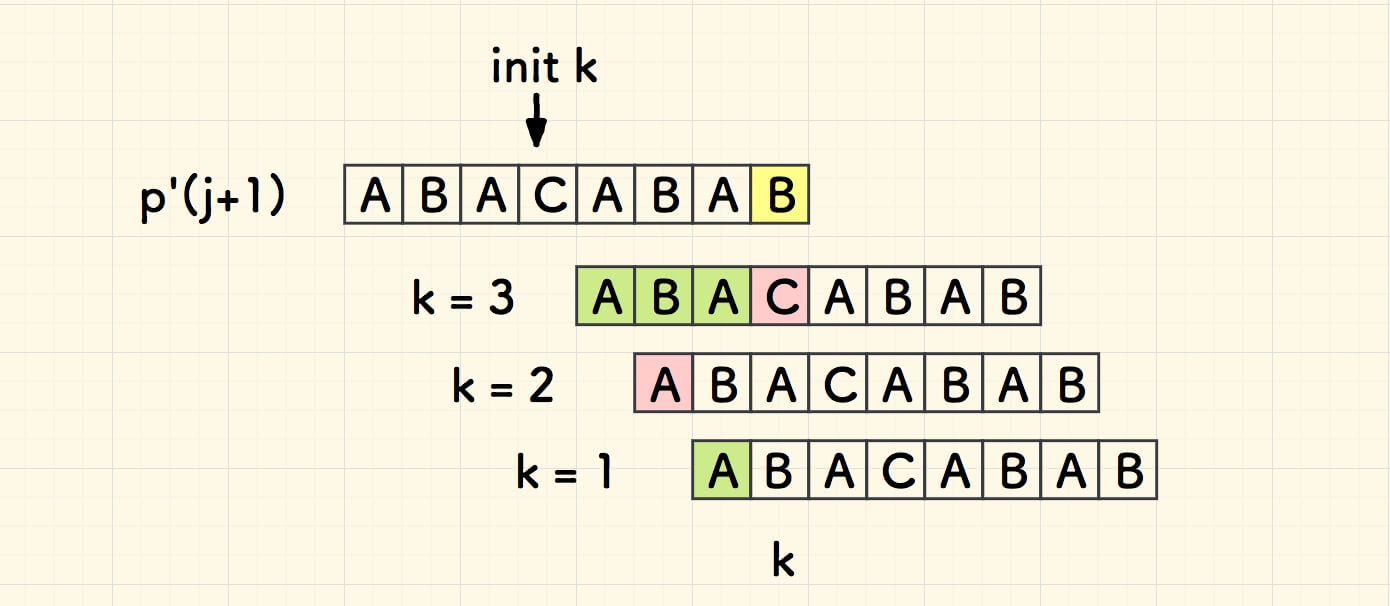 init k
p'(j+1) A B A C A B A B
k = 3 A B A C A B A B
k = 2 A B A C A B A B
k = 1 A B A C A B A B
k